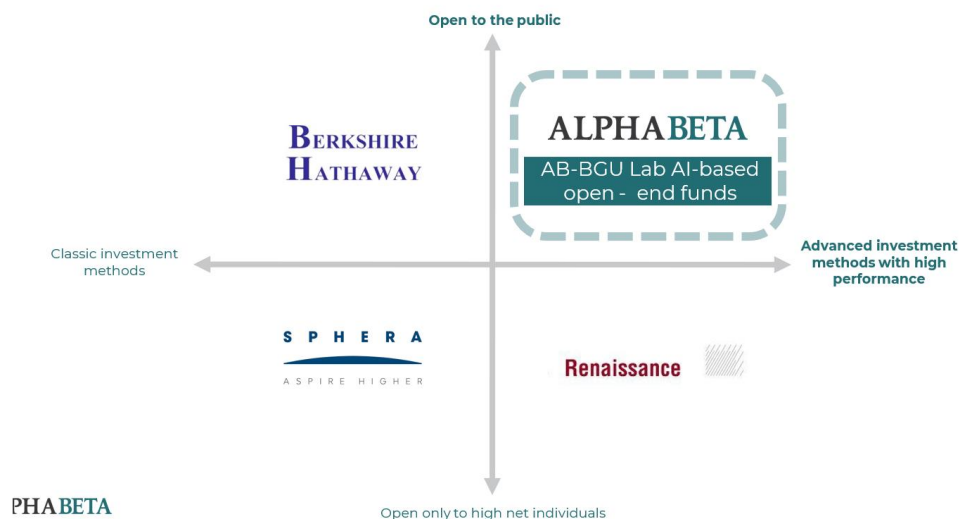 Open to the public
BERKSHIRE
HATHAWAY
ALPHABETA
AB-BGU Lab AI-based
open - end funds
Classic investment
methods
Advanced investment
methods with high
performance
SPHERA
ASPIRE HIGHER
Renaissance
PHABETA
Open only to high net individuals